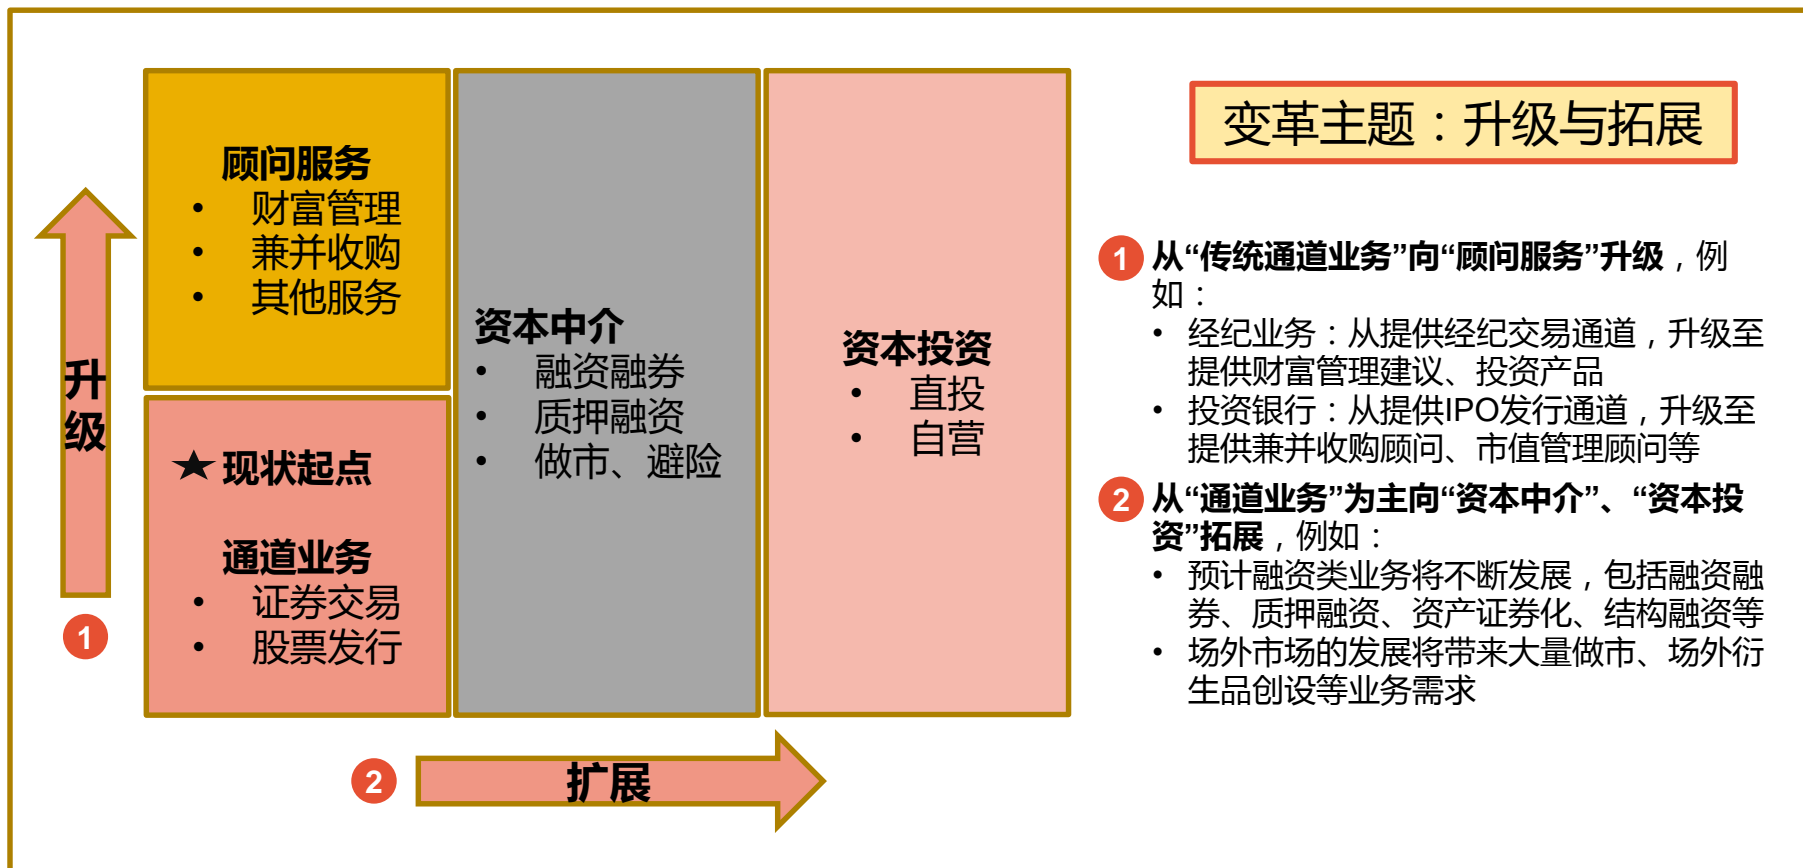 变革主题：升级与拓展
顾问服务
• 财富管理
• 兼并收购
• 其他服务
★现状起点
通道业务
• 证券交易
• 股票发行
资本中介
• 融资融券
• 质押融资
• 做市、避险
资本投资
• 直投
• 自营
升
级
1
2
扩展
1 从“传统通道业务”向“顾问服务”升级，例
如：
• 经纪业务：从提供经纪交易通道，升级至
提供财富管理建议、投资产品
• 投资银行：从提供IPO发行通道，升级至
提供兼并收购顾问、市值管理顾问等
2 从“通道业务”为主向“资本中介”、“资本投
资”拓展，例如：
• 预计融资类业务将不断发展，包括融资融
券、质押融资、资产证券化、结构融资等
• 场外市场的发展将带来大量做市、场外衍
生品创设等业务需求